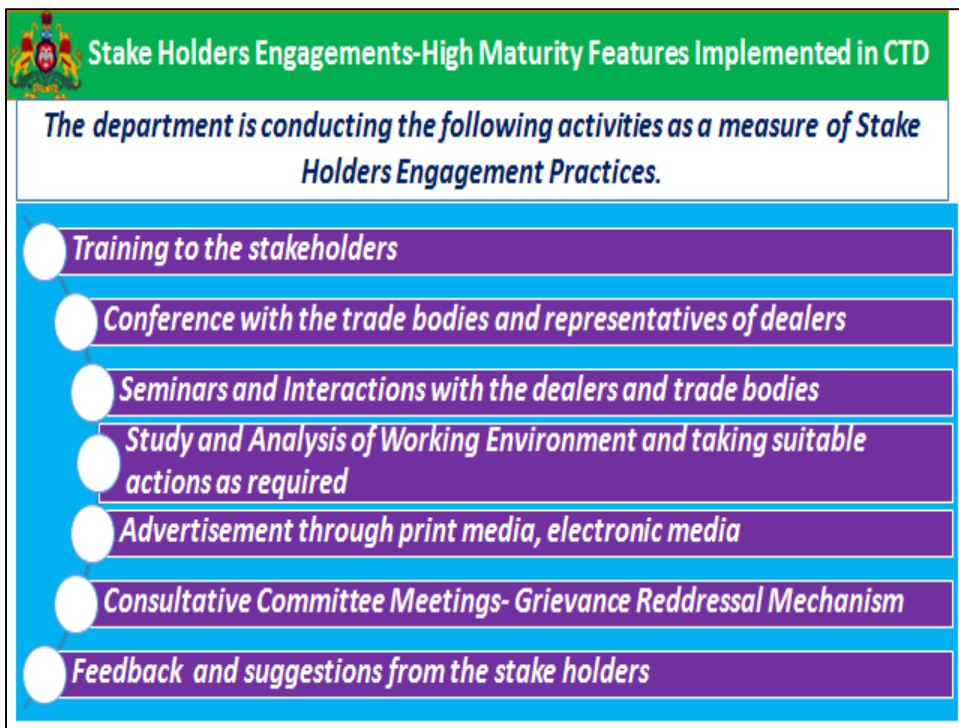 Stake Holders Engagements-High Maturity Features Implemented in CTD
The department is conducting the following activities as a measure of Stake
Holders Engagement Practices.
Training to the stakeholders
Conference with the trade bodies and representatives of dealers
Seminars and Interactions with the dealers and trade bodies
Study and Analysis of Working Environment and taking suitable
actions as required
Advertisement through print media, electronic media
Consultative Committee Meetings- Grievance Reddressal Mechanism
Feedback and suggestions from the stake holders